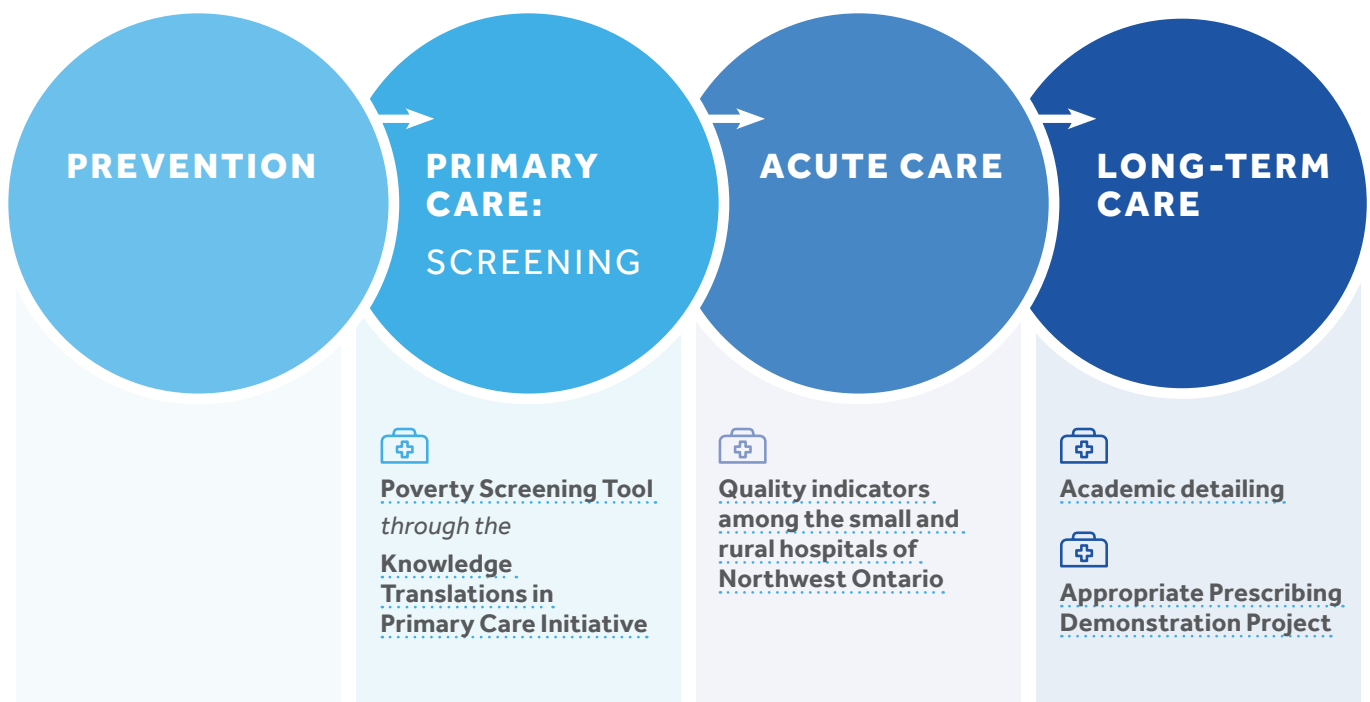 PREVENTION
PRIMARY
CARE:
SCREENING
ACUTE CARE
LONG-TERM
CARE
Poverty Screening Tool
through the
Knowledge
Translations in
Primary Care Initiative
Quality indicators
among the small and
rural hospitals of
Northwest Ontario
Academic detailing
Appropriate Prescribing
Demonstration Project